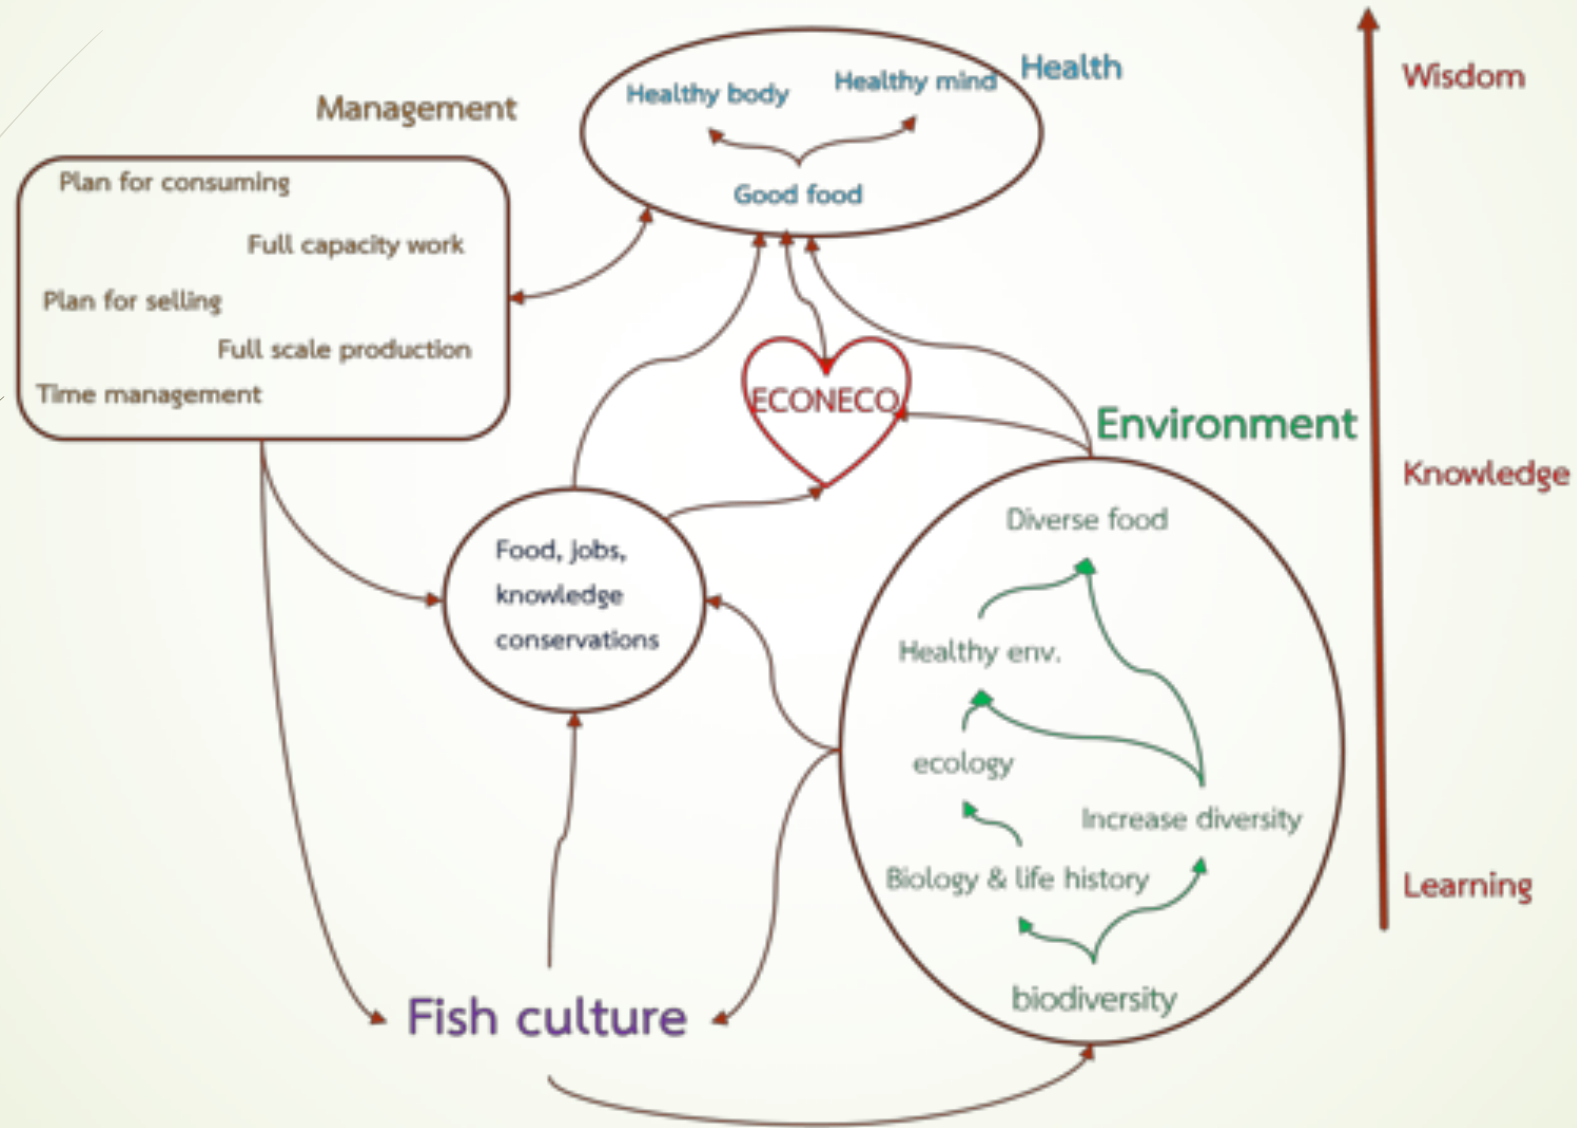 Management
Plan for consuming
Full capacity work
Plan for selling
Full scale production
Time management
Health
Healthy body
Healthy mind
Good food
ECONECO
Food, jobs,
knowledge
conservations
Environment
Diverse food
Healthy env.
ecology
Increase diversity
Biology & life history
biodiversity
Fish culture
Wisdom
Knowledge
Learning